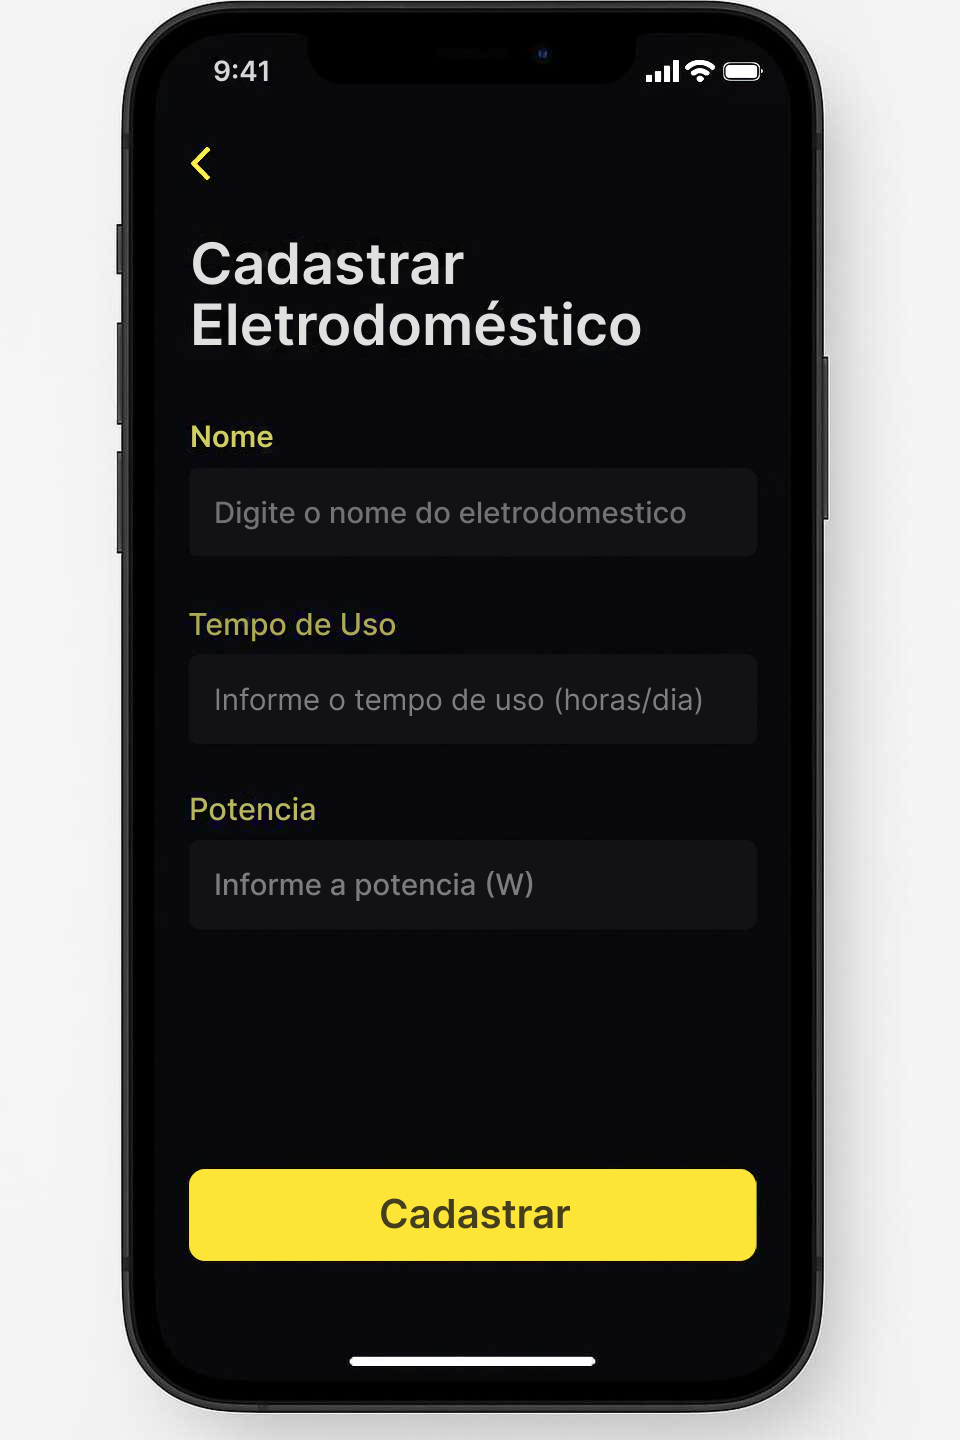 9:41
Cadastrar
Eletrodoméstico
Nome
Digite o nome do eletrodomestico
Tempo de Uso
Informe o tempo de uso (horas/dia)
Potencia
Informe a potencia (W)
Cadastrar